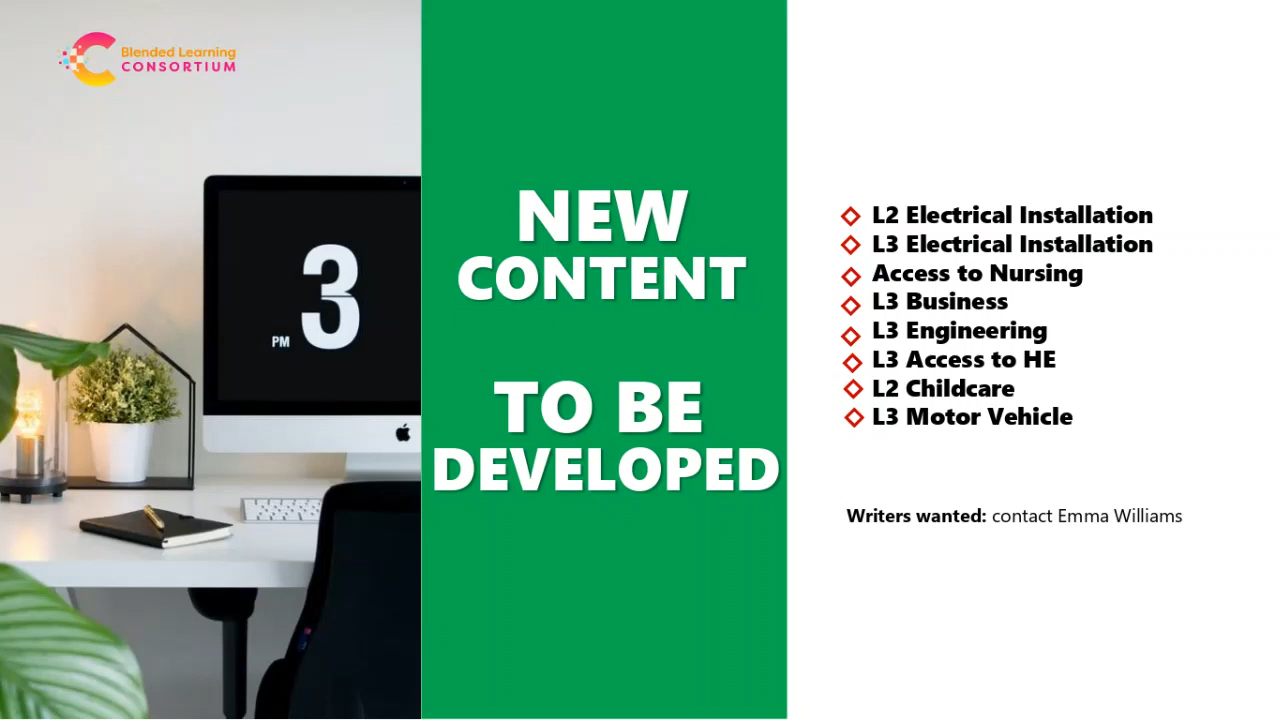 Blended Learning
CONSORTIUM
PM
3
NEW
CONTENT
TO BE
DEVELOPED
L2 Electrical Installation
L3 Electrical Installation
Access to Nursing
L3 Business
L3 Engineering
L3 Access to HE
L2 Childcare
L3 Motor Vehicle
Writers wanted: contact Emma Williams